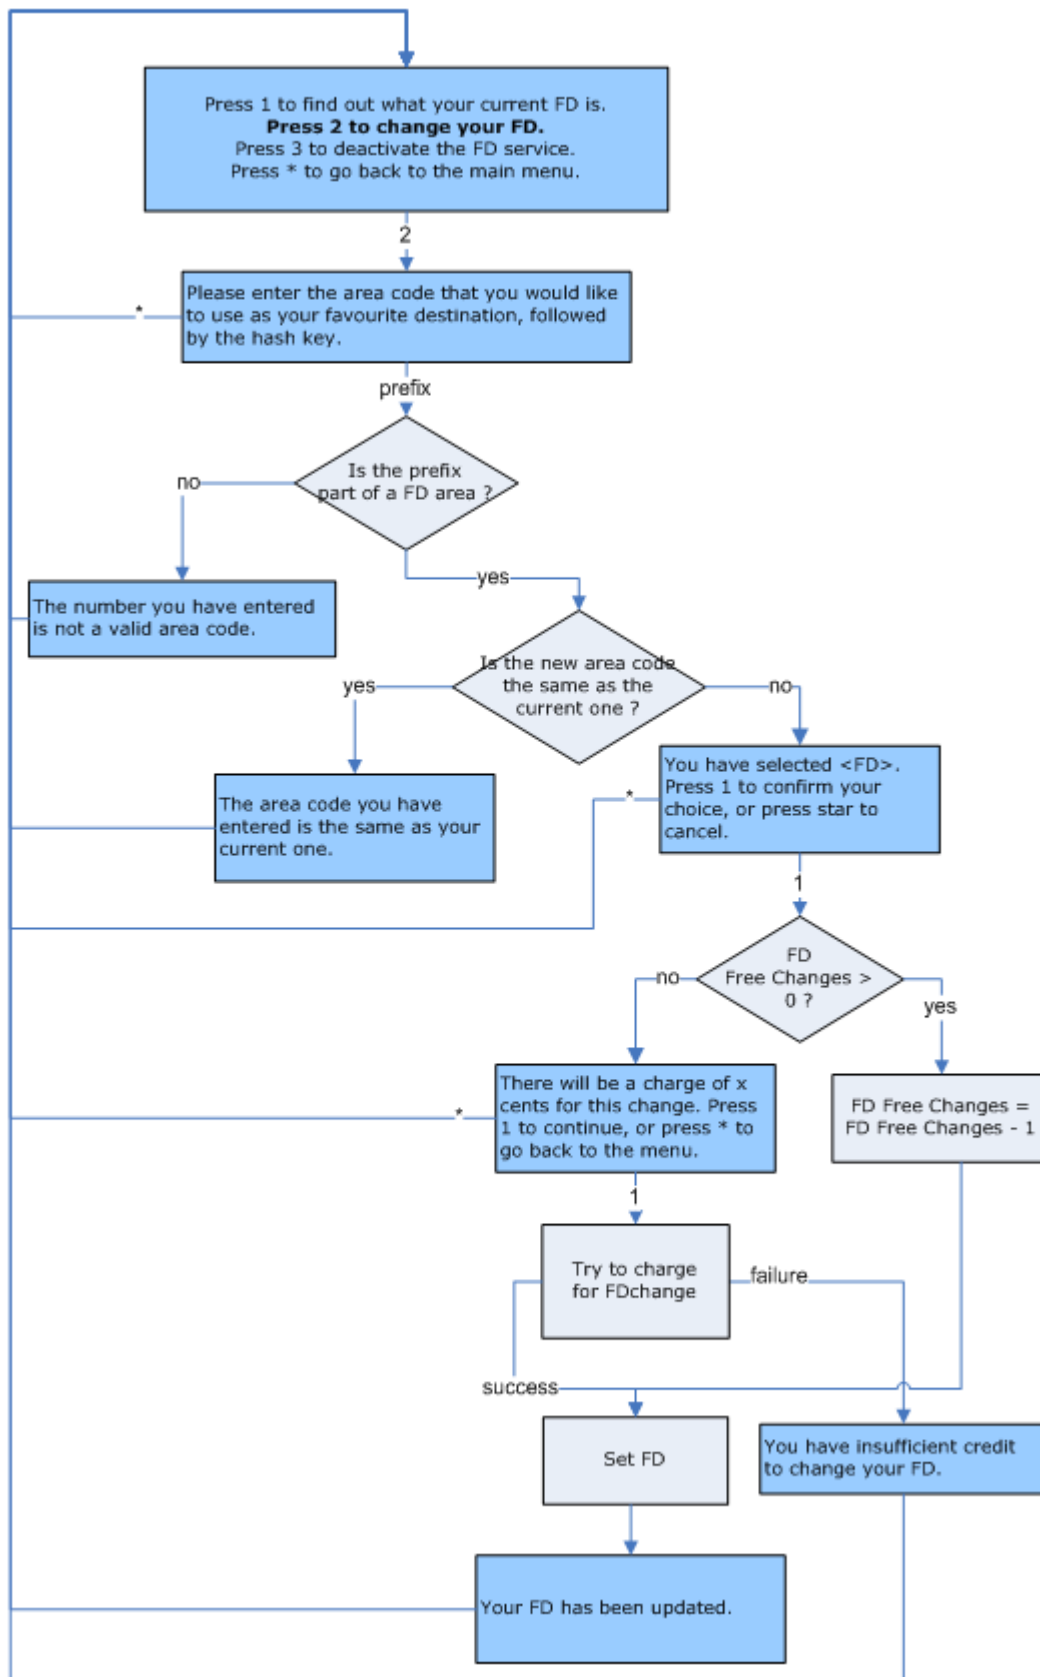 Press 1 to find out what your current FD is.
Press 2 to change your FD.
Press 3 to deactivate the FD service.
Press * to go back to the main menu.
2
*
Please enter the area code that you would like
to use as your favourite destination, followed
by the hash key.
prefix
Is the prefix
part of a FD area ?
no
yes
The number you have entered
is not a valid area code.
Is the new area code
the same as the
current one ?
yes
no
The area code you have
entered is the same as your
current one.
*
You have selected <FD>.
Press 1 to confirm your
choice, or press star to
cancel.
1
FD
Free Changes >
0 ?
no
yes
*
There will be a charge of x
cents for this change. Press
1 to continue, or press * to
go back to the menu.
FD Free Changes =
FD Free Changes - 1
1
Try to charge
for FDchange
failure
success
Set FD
You have insufficient credit
to change your FD.
Your FD has been updated.